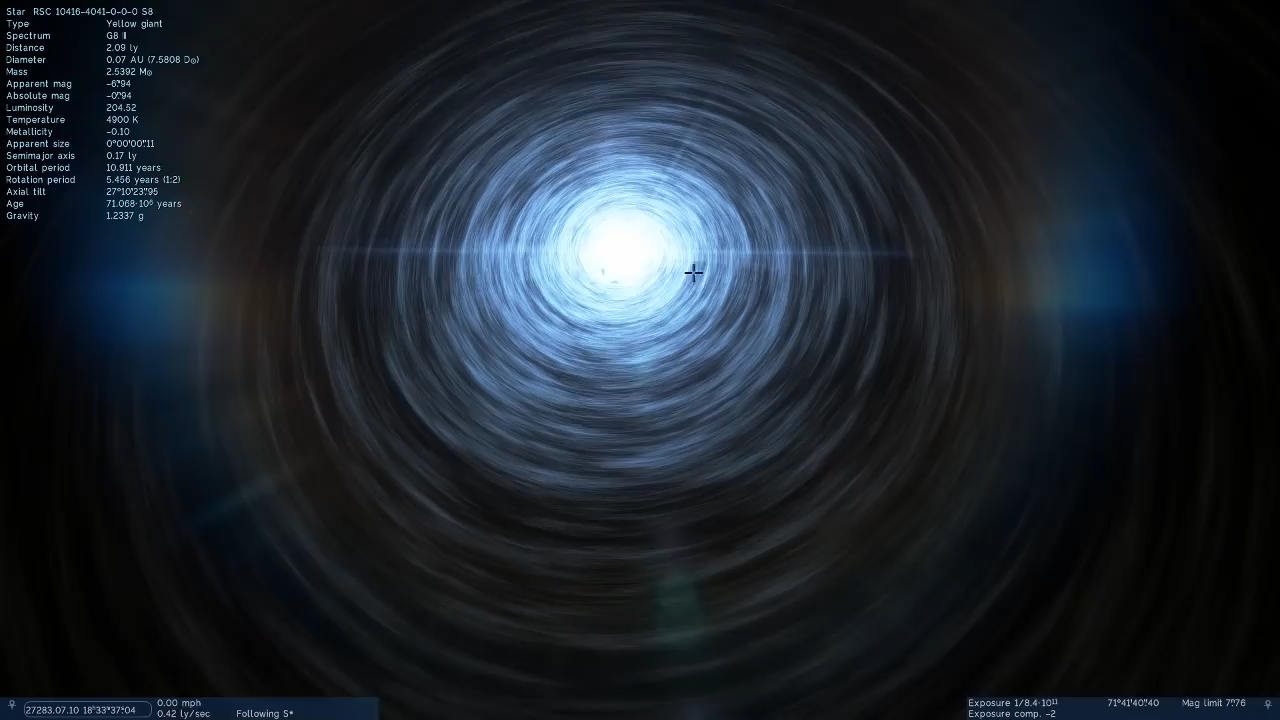 Star RSC 10416-4041-0-0-0 S8
Type Yellow giant
Spectrum G8 II
Distance 2.09 ly
Diameter 0.07 AU (7.5808 D☉)
Mass 2.5392 M☉
Apparent mag -6.94
Absolute mag -0.94
Luminosity 204.52
Temperature 4900 K
Metallicity -0.10
Apparent size 0°00'00".11
Semimajor axis 0.17 ly
Orbital period 10.911 years
Rotation period 5.456 years (1:2)
Axial tilt 27°10'23".95
Age 71.068·10⁶ years
Gravity 1.2337 g
27283.07.10 18ʰ33ᵐ37ˢ.04
0.00 mph
0.42 ly/sec
Following S*
Exposure 1/8.4·10¹¹
Exposure comp. -2
71°41'40".40
Mag limit 7ᵐ.76